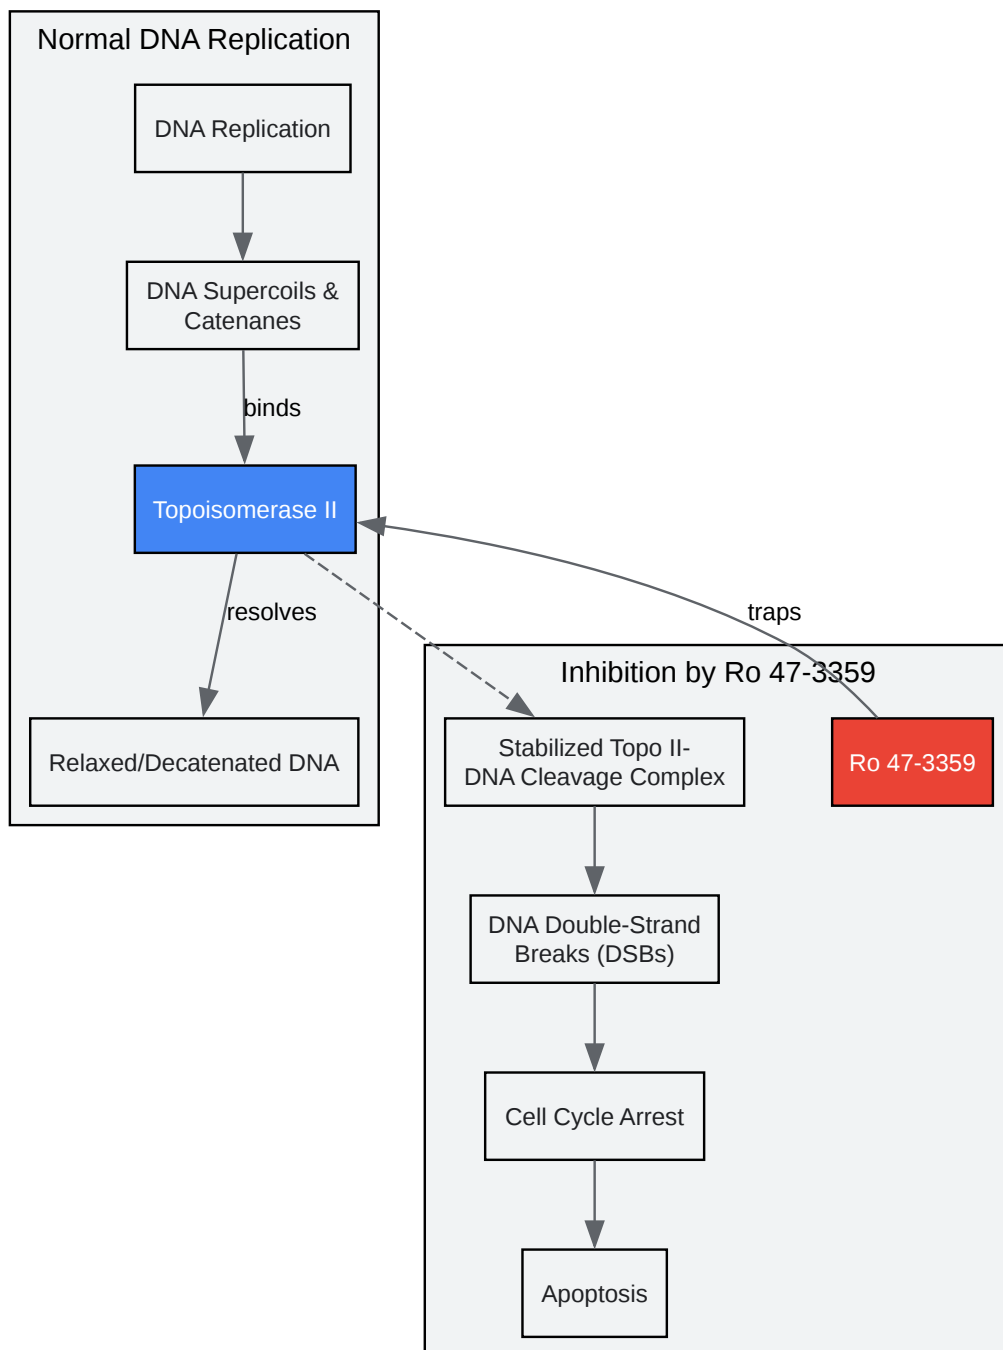 Normal DNA Replication
DNA Replication
DNA Supercoils &
Catenanes
binds
Topoisomerase II
resolves
traps
Relaxed/Decatenated DNA
Inhibition by Ro 47-3359
Stabilized Topo II-
DNA Cleavage Complex
Ro 47-3359
DNA Double-Strand
Breaks (DSBs)
Cell Cycle Arrest
Apoptosis